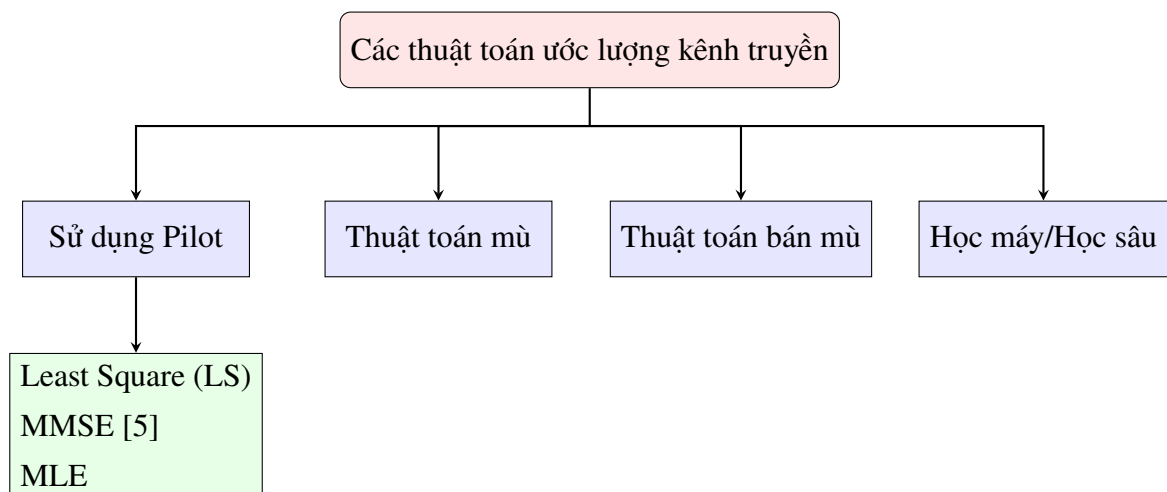 Các thuật toán ước lượng kênh truyền
Sử dụng Pilot
Thuật toán mù
Thuật toán bán mù
Học máy/Học sâu
Least Square (LS)
MMSE [5]
MLE